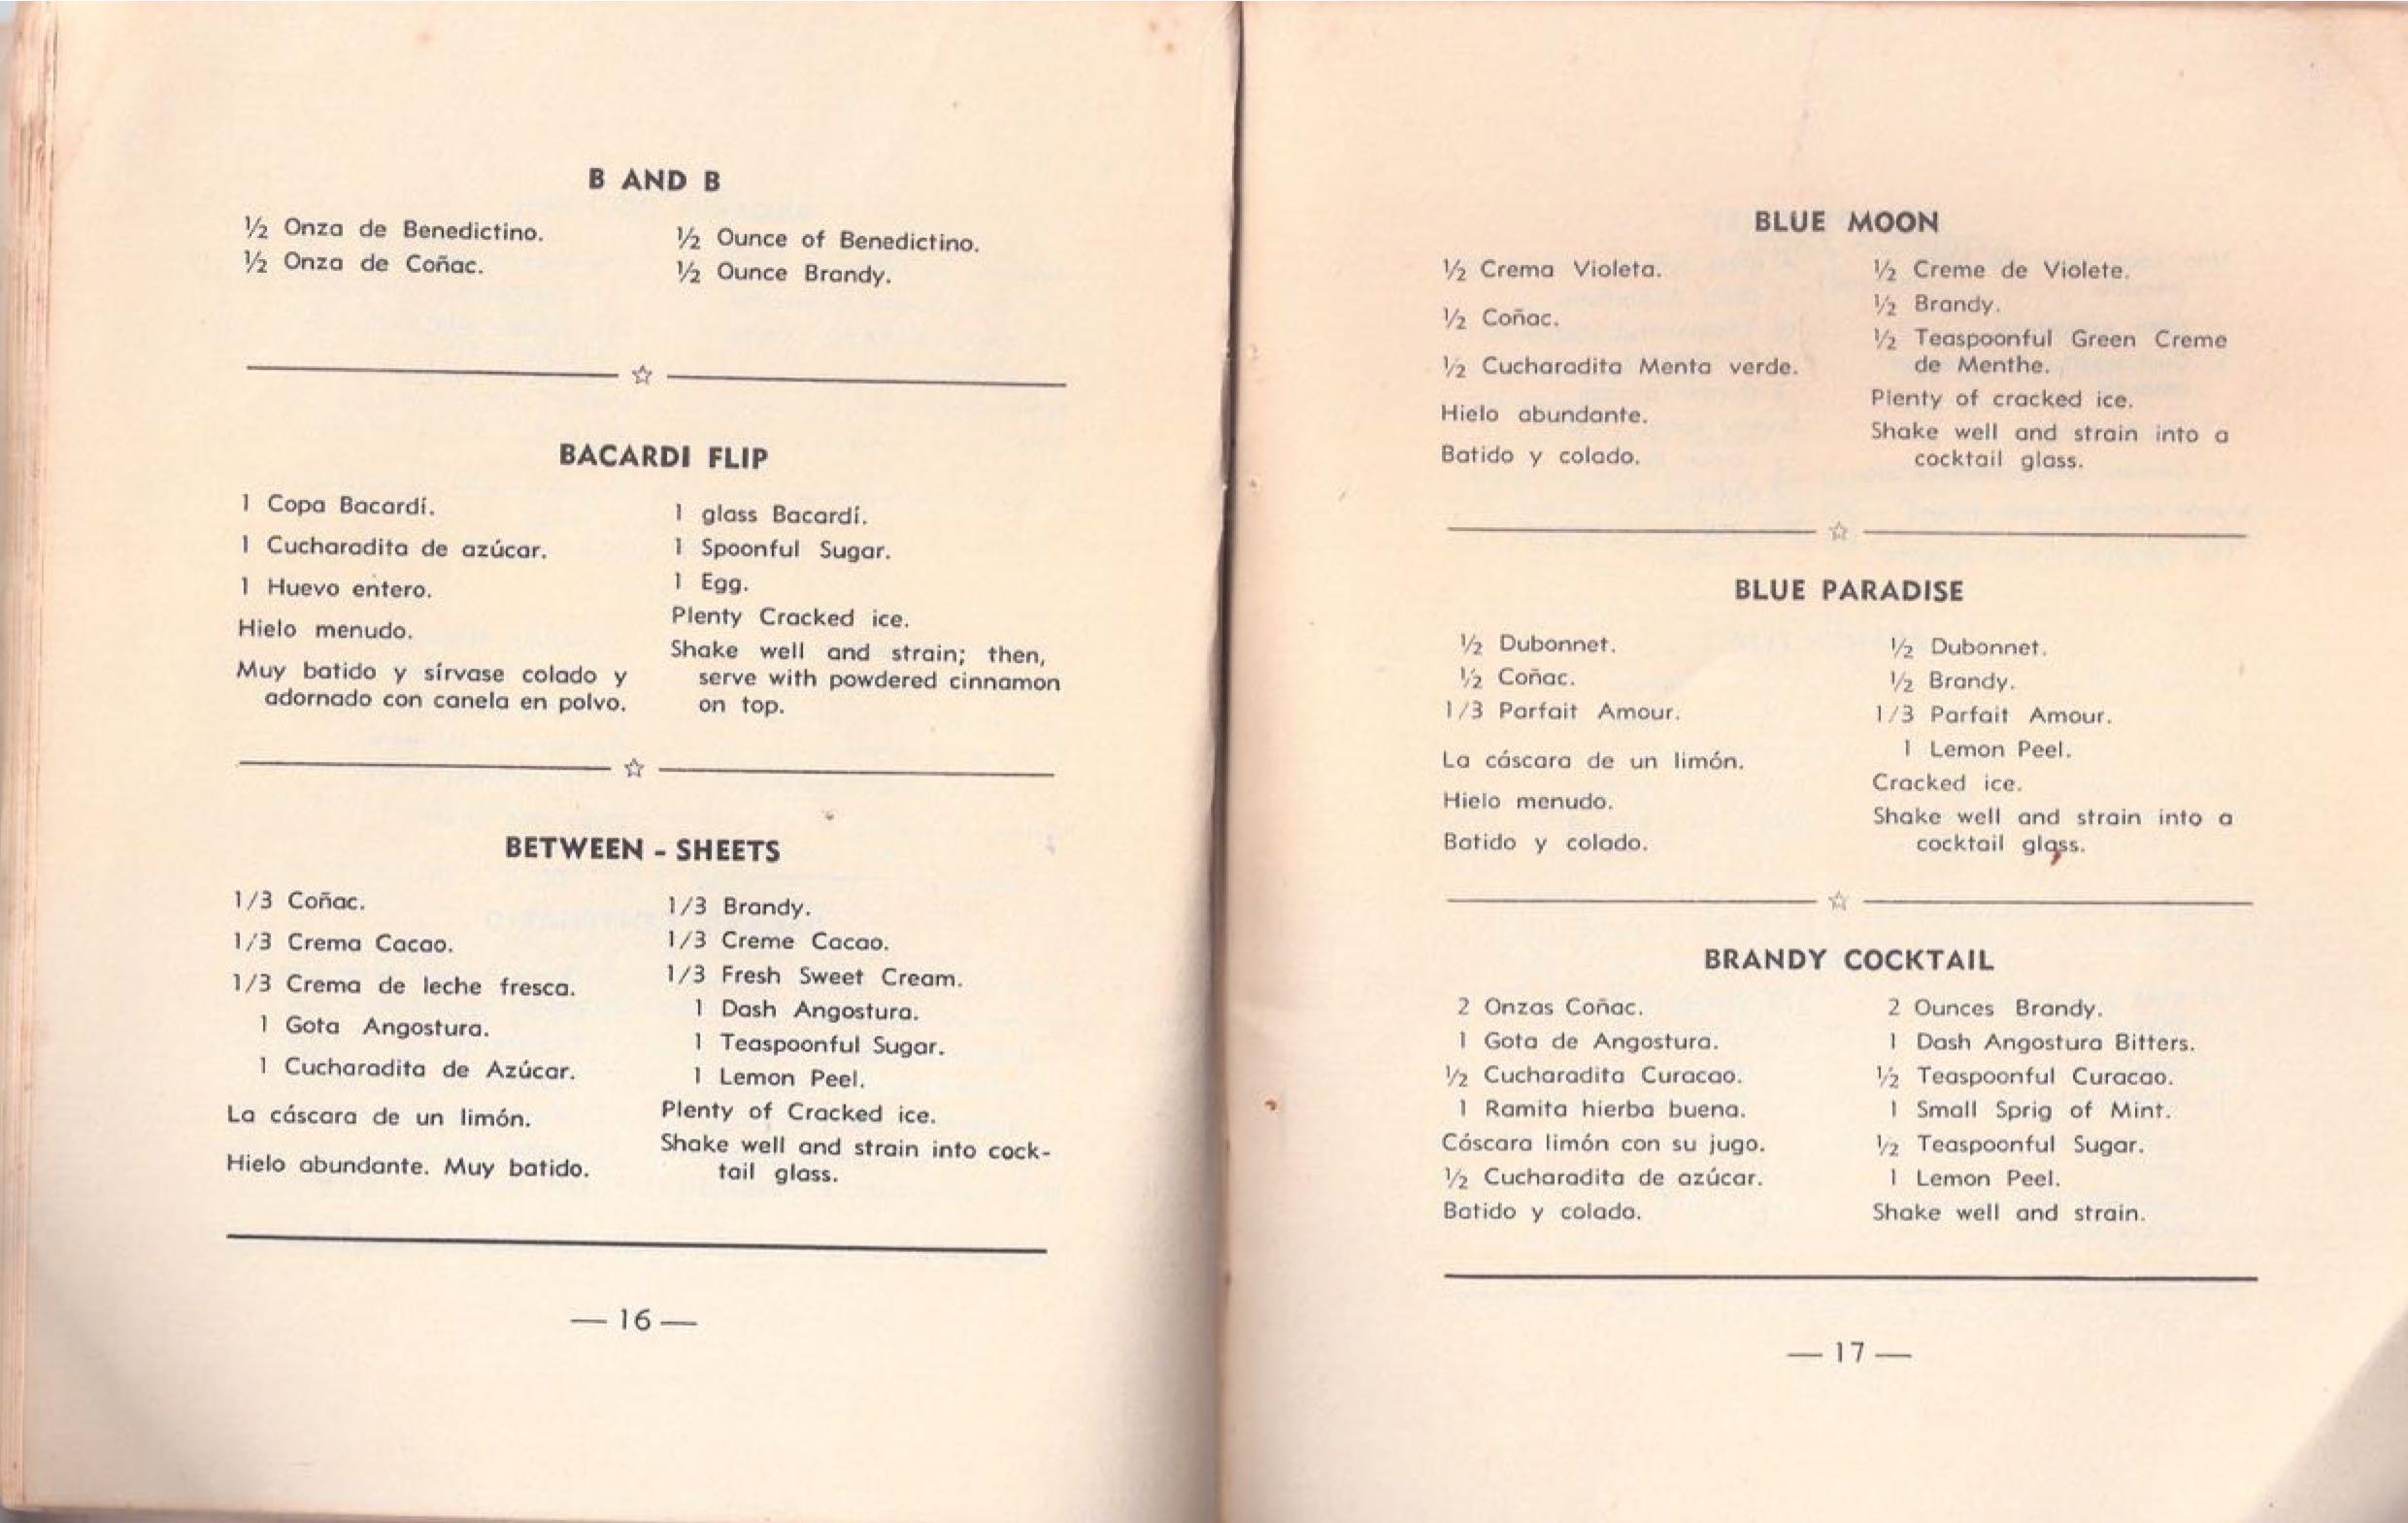 B AND B
½ Onza de Benedictino.
½ Onza de Coñac.
½ Ounce of Benedictino.
½ Ounce Brandy.
BACARDI FLIP
1 Copa Bacardí.
1 Cucharadita de azúcar.
1 Huevo entero.
Hielo menudo.
Muy batido y sírvase colado y
adornado con canela en polvo.
1 glass Bacardí.
1 Spoonful Sugar.
1 Egg.
Plenty Cracked ice.
Shake well and strain; then,
serve with powdered cinnamon
on top.
BETWEEN - SHEETS
1/3 Coñac.
1/3 Crema Cacao.
1/3 Crema de leche fresca.
1 Gota Angostura.
1 Cucharadita de Azúcar.
La cáscara de un limón.
Hielo abundante. Muy batido.
1/3 Brandy.
1/3 Creme Cacao.
1/3 Fresh Sweet Cream.
1 Dash Angostura.
1 Teaspoonful Sugar.
1 Lemon Peel.
Plenty of Cracked ice.
Shake well and strain into cock-
tail glass.
— 16 —
BLUE MOON
½ Crema Violeta.
½ Coñac.
½ Cucharadita Menta verde.
Hielo abundante.
Batido y colado.
½ Creme de Violete.
½ Brandy.
½ Teaspoonful Green Creme
de Menthe.
Plenty of cracked ice.
Shake well and strain into a
cocktail glass.
BLUE PARADISE
½ Dubonnet.
½ Coñac.
1/3 Parfait Amour.
La cáscara de un limón.
Hielo menudo.
Batido y colado.
½ Dubonnet.
½ Brandy.
1/3 Parfait Amour.
1 Lemon Peel.
Cracked ice.
Shake well and strain into a
cocktail glass.
BRANDY COCKTAIL
2 Onzas Coñac.
1 Gota de Angostura.
½ Cucharadita Curacao.
1 Ramita hierba buena.
Cáscara limón con su jugo.
½ Cucharadita de azúcar.
Batido y colado.
2 Ounces Brandy.
1 Dash Angostura Bitters.
½ Teaspoonful Curacao.
1 Small Sprig of Mint.
½ Teaspoonful Sugar.
1 Lemon Peel.
Shake well and strain.
— 17 —